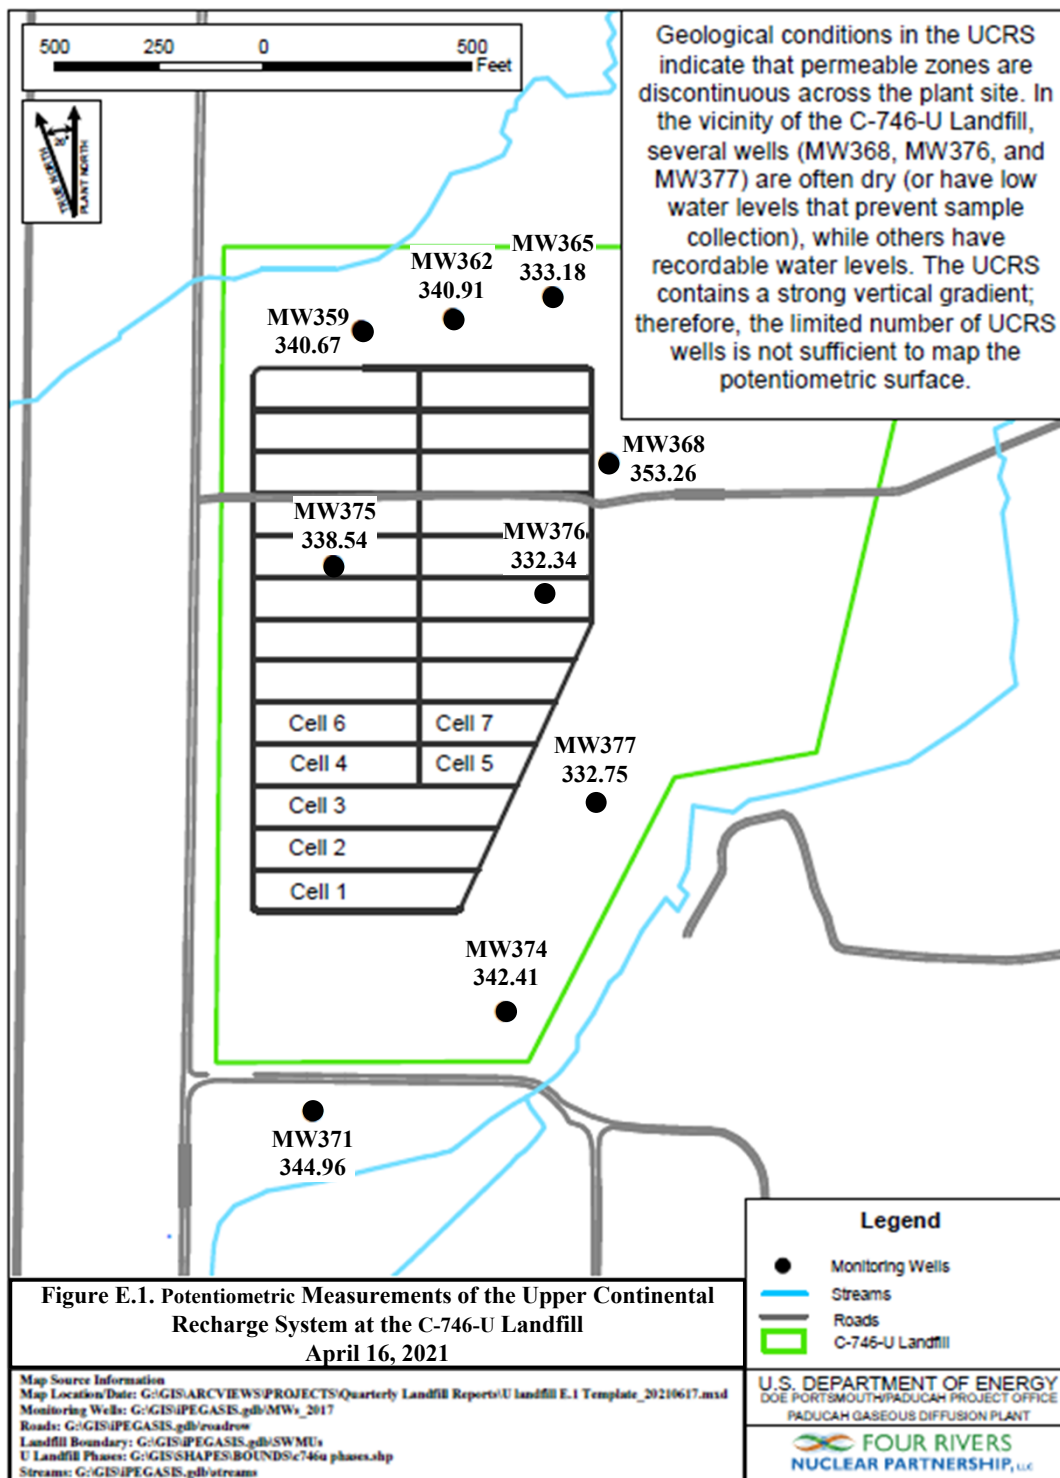 500 250 0 500
Feet
TRUE NORTH
PLANT NORTH
Geological conditions in the UCRS
indicate that permeable zones are
discontinuous across the plant site. In
the vicinity of the C-746-U Landfill,
several wells (MW368, MW376, and
MW377) are often dry (or have low
water levels that prevent sample
collection), while others have
recordable water levels. The UCRS
contains a strong vertical gradient;
therefore, the limited number of UCRS
wells is not sufficient to map the
potentiometric surface.
MW365
333.18
MW362
340.91
MW359
340.67
MW368
353.26
MW375
338.54
MW376
332.34
Cell 6
Cell 7
Cell 4
Cell 5
Cell 3
Cell 2
Cell 1
MW377
332.75
MW374
342.41
MW371
344.96
Legend
Monitoring Wells
Streams
Roads
C-746-U Landfill
Figure E.1. Potentiometric Measurements of the Upper Continental
Recharge System at the C-746-U Landfill
April 16, 2021
Map Source Information
Map Location/Date: G:\GIS\ARCVIEWS\PROJECTS\Quarterly Landfill Reports\U landfill E.1 Template_20210617.mxd
Monitoring Wells: G:\GIS\iPEGASIS.gdb\MWs_2017
Roads: G:\GIS\iPEGASIS.gdb\roadrow
Landfill Boundary: G:\GIS\iPEGASIS.gdb\SWMUs
U Landfill Phases: G:\GIS\SHAPES\BOUNDS\c746u phases.shp
Streams: G:\GIS\iPEGASIS.gdb\streams
U.S. DEPARTMENT OF ENERGY
DOE PORTSMOUTH/PADUCAH PROJECT OFFICE
PADUCAH GASEOUS DIFFUSION PLANT
FOUR RIVERS
NUCLEAR PARTNERSHIP, LLC